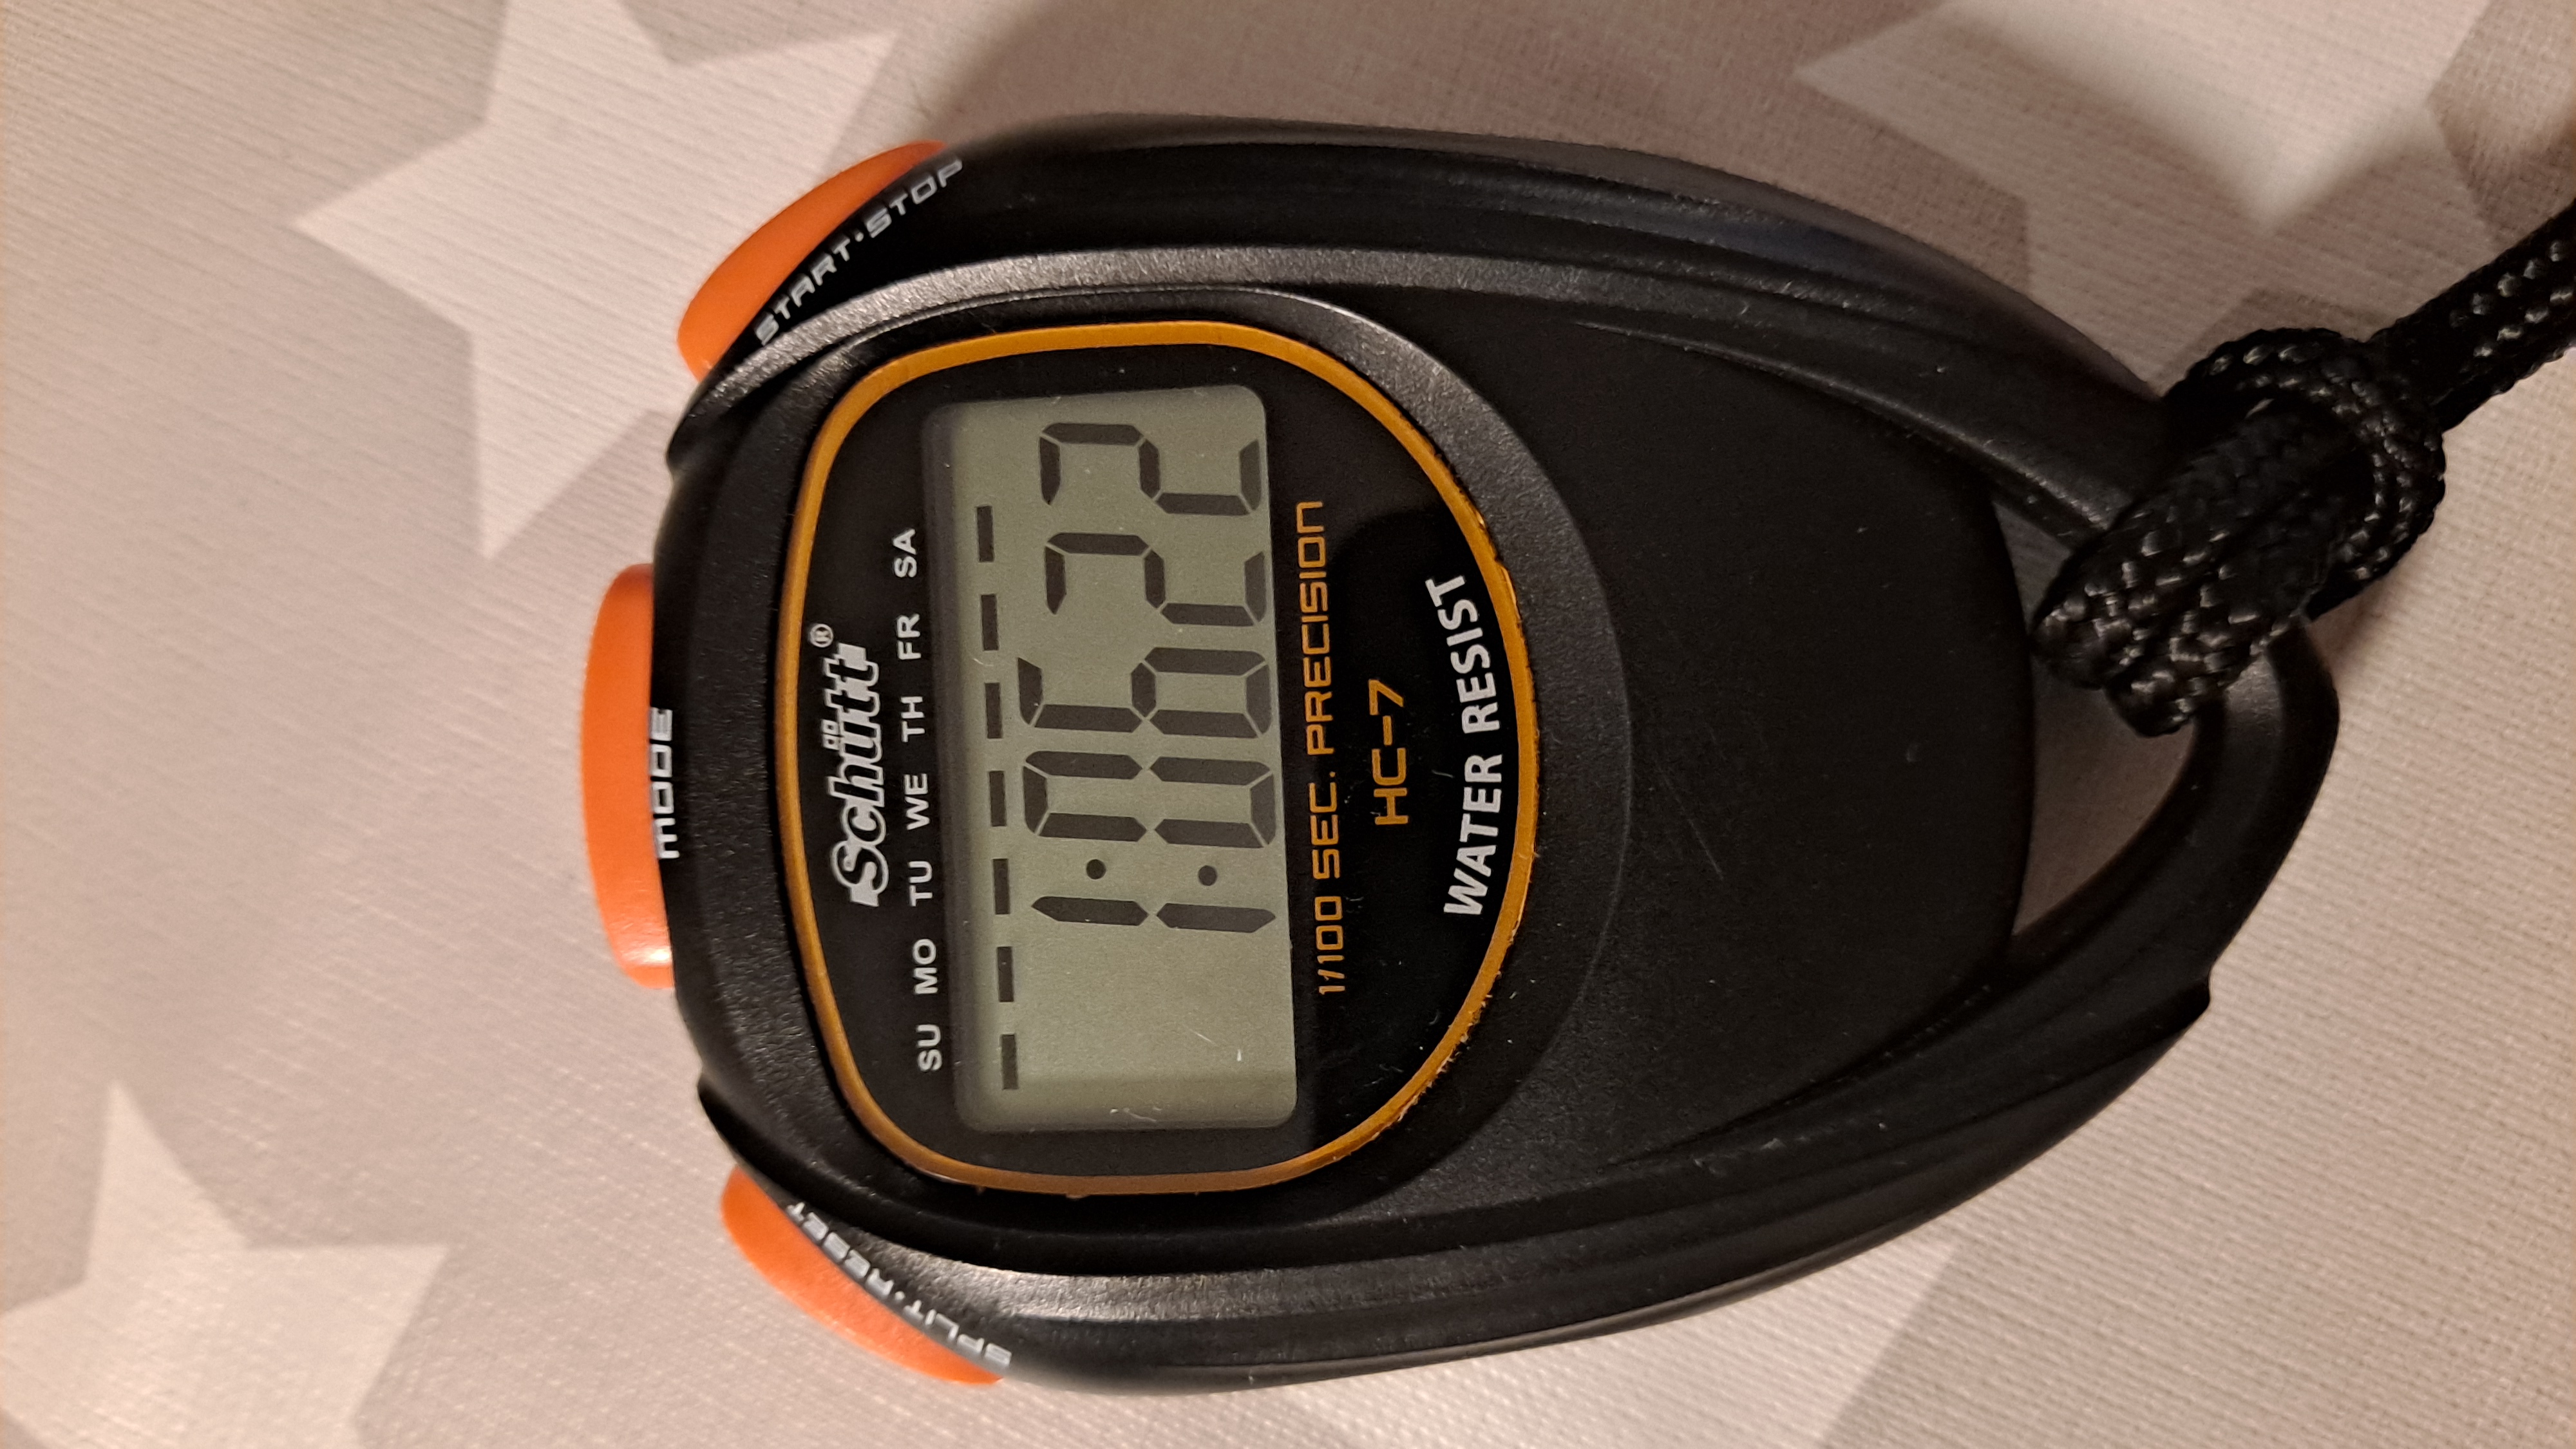 MODE
SPLIT·RESET
START·STOP
Schütt®
SU MO TU WE TH FR SA
1:06 22
1/100 SEC. PRECISION
HC-7
WATER RESIST